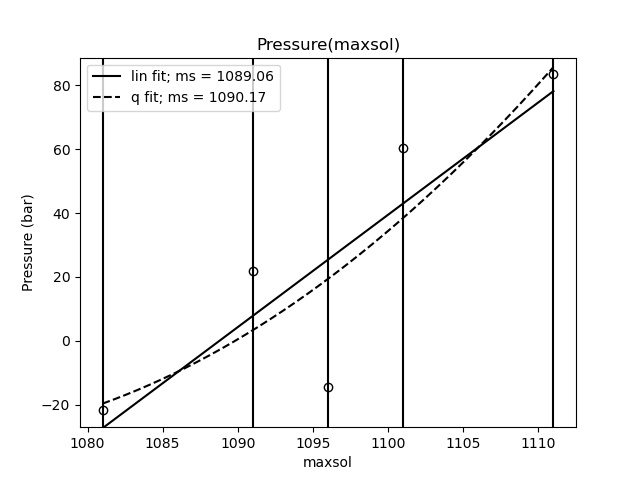 Pressure(maxsol)
lin fit; ms = 1089.06
q fit; ms = 1090.17
Pressure (bar)
80
60
40
20
0
−20
1080 1085 1090 1095 1100 1105 1110
maxsol